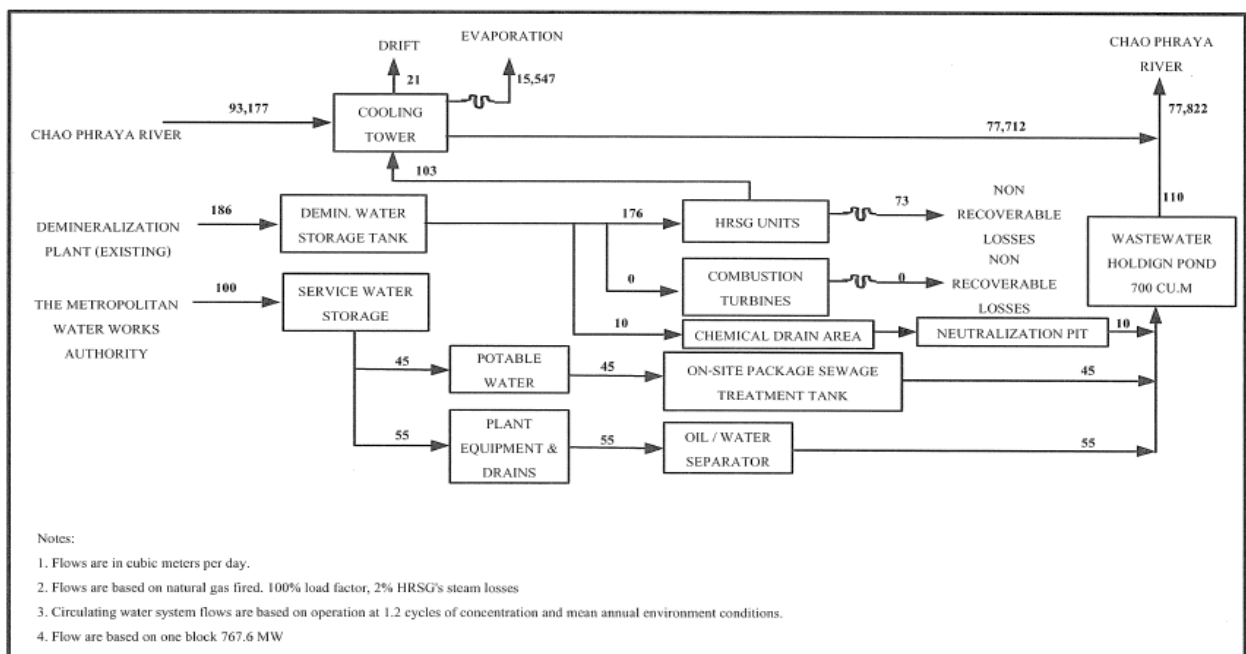 EVAPORATION
DRIFT
CHAO PHRAYA
RIVER
21
15,547
77,822
93,177
COOLING
TOWER
CHAO PHRAYA RIVER
77,712
103
186
DEMINERALIZATION
PLANT (EXISTING)
DEMIN. WATER
STORAGE TANK
176
HRSG UNITS
73
NON
RECOVERABLE
LOSSES
110
WASTEWATER
HOLDIGN POND
700 CU.M
0
COMBUSTION
TURBINES
0
NON
RECOVERABLE
LOSSES
100
THE METROPOLITAN
WATER WORKS
AUTHORITY
SERVICE WATER
STORAGE
10
CHEMICAL DRAIN AREA
NEUTRALIZATION PIT
10
45
POTABLE
WATER
45
ON-SITE PACKAGE SEWAGE
TREATMENT TANK
45
55
PLANT
EQUIPMENT &
DRAINS
55
OIL / WATER
SEPARATOR
55
Notes:
1. Flows are in cubic meters per day.
2. Flows are based on natural gas fired. 100% load factor, 2% HRSG's steam losses
3. Circulating water system flows are based on operation at 1.2 cycles of concentration and mean annual environment conditions.
4. Flow are based on one block 767.6 MW